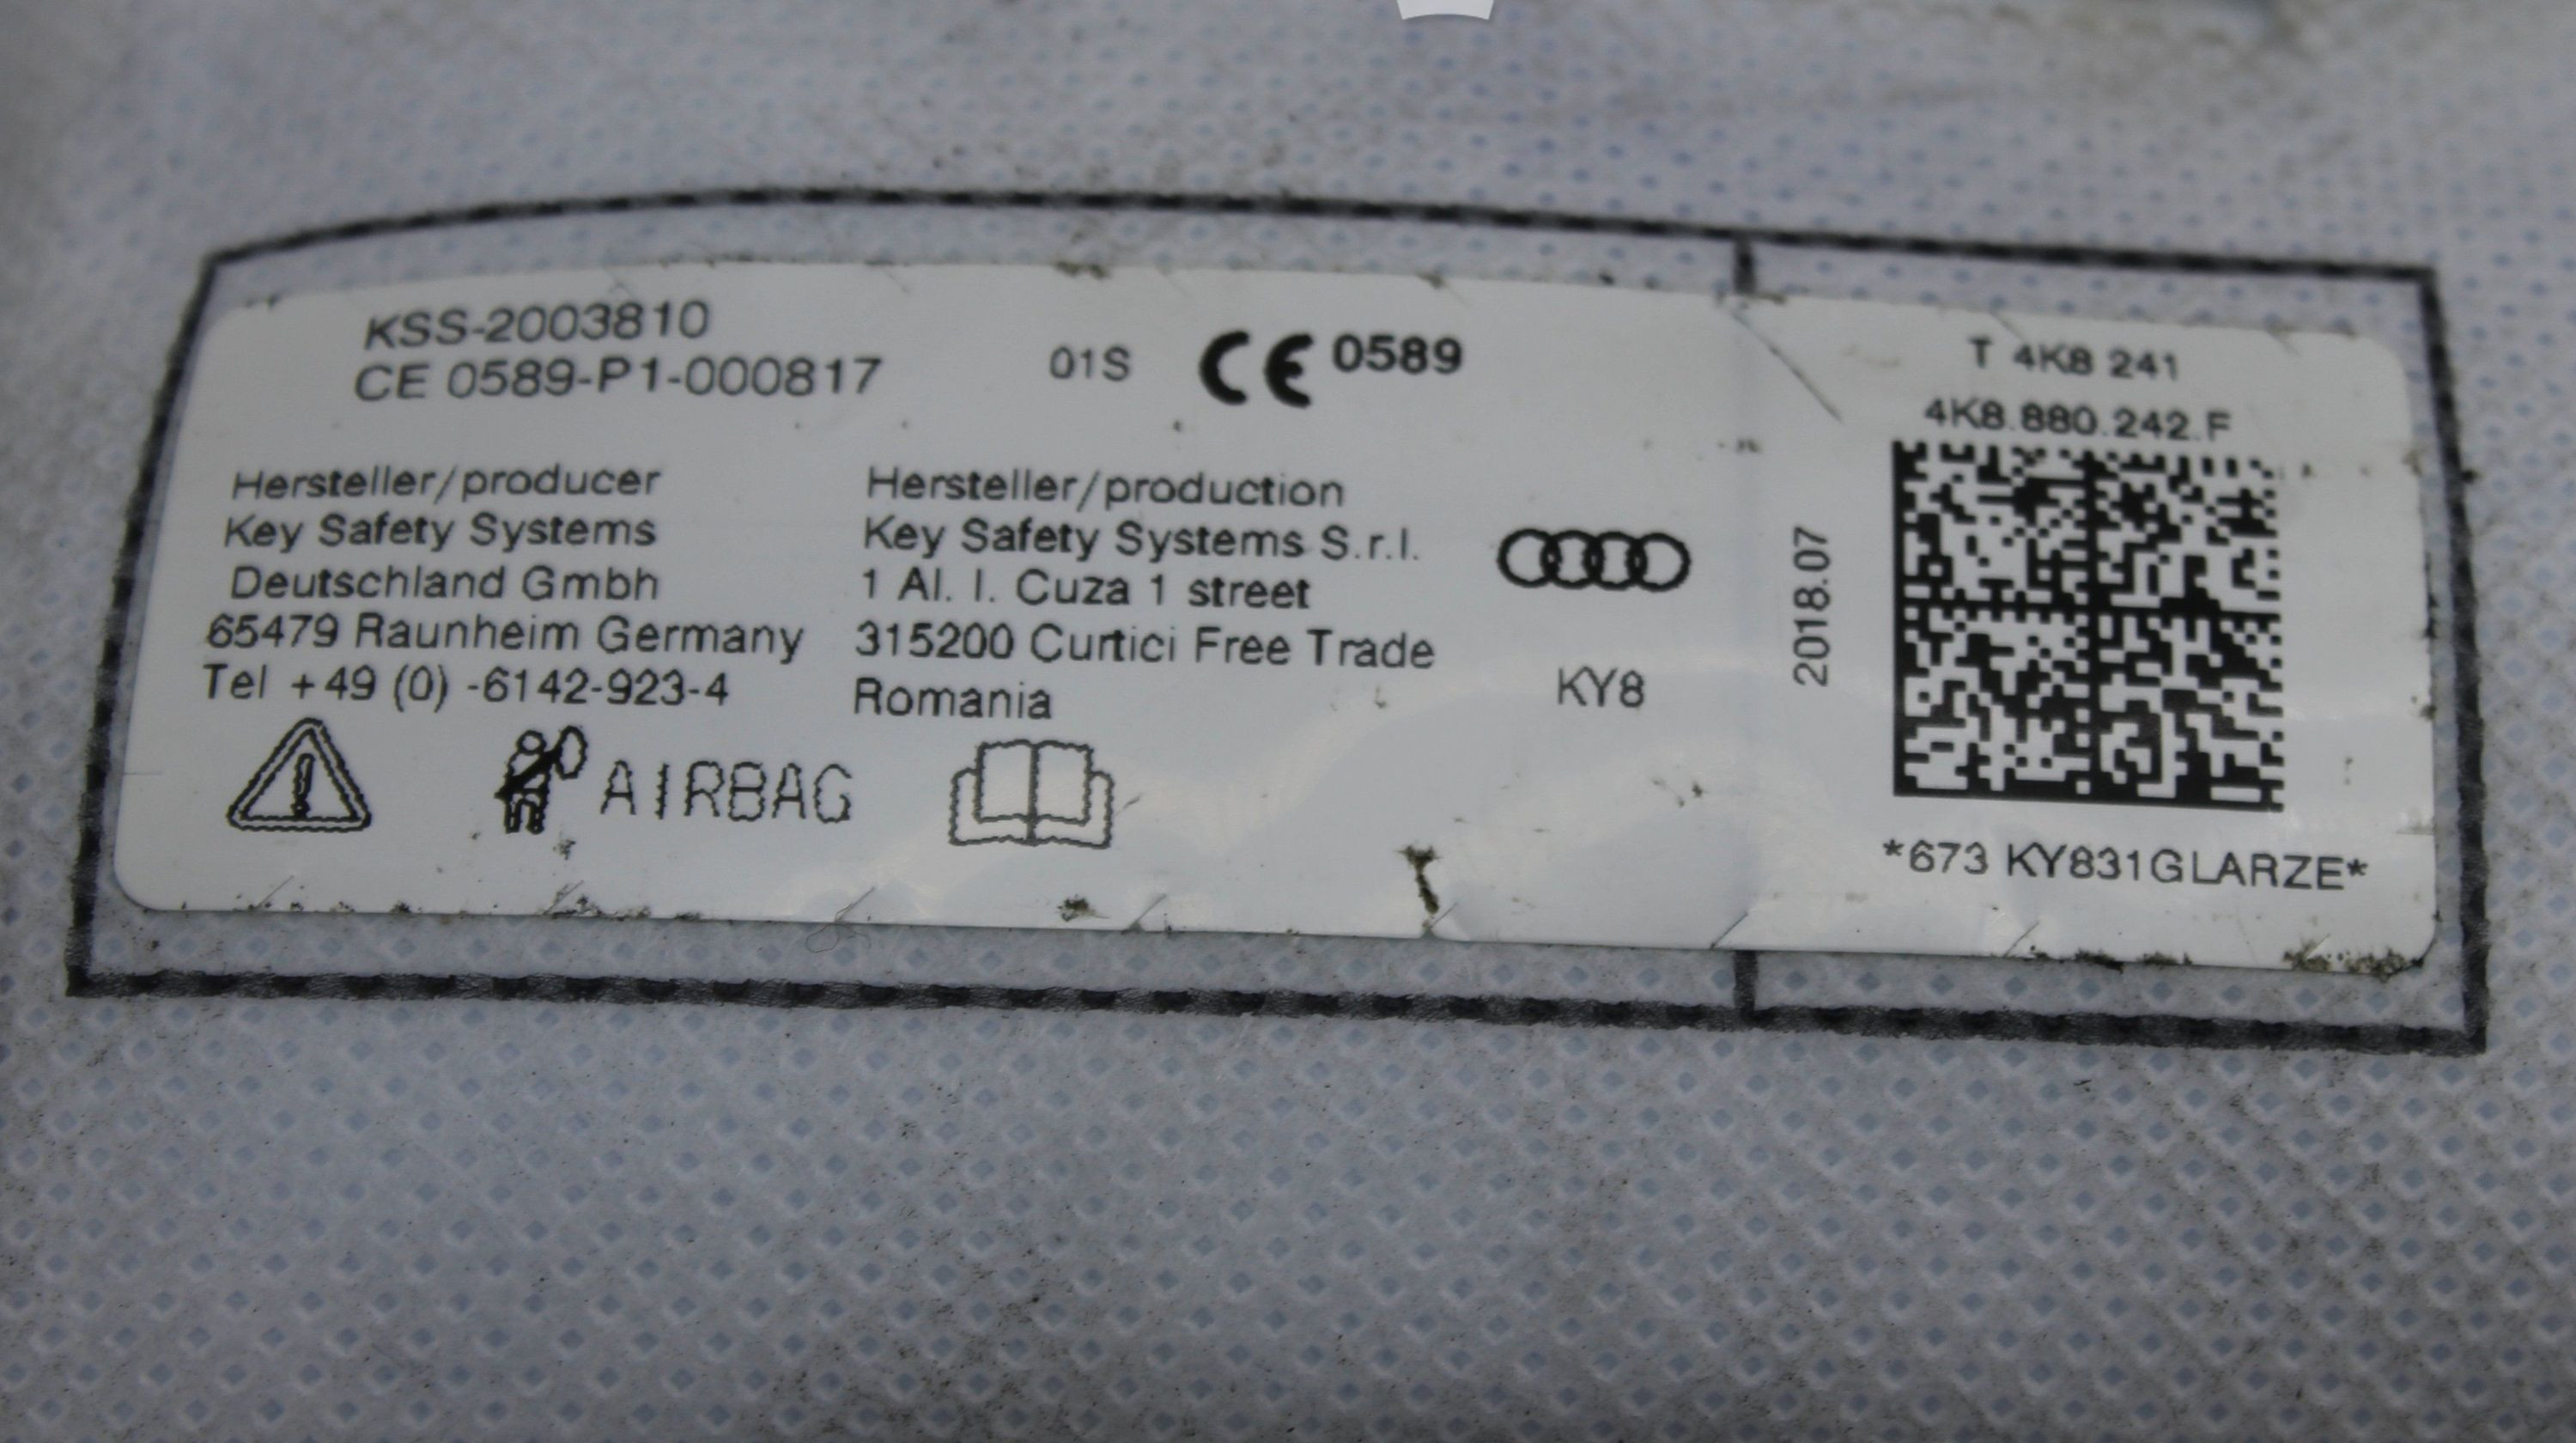 KSS-2003810
CE 0589-P1-000817
01S
CE 0589
Hersteller/producer
Key Safety Systems
Deutschland Gmbh
65479 Raunheim Germany
Tel +49 (0) -6142-923-4
Hersteller/production
Key Safety Systems S.r.l.
1 Al. I. Cuza 1 street
315200 Curtici Free Trade
Romania
AIRBAG
KY8
T 4K8 241
4K8.880.242.F
2018.07
*673 KY831GLARZE*